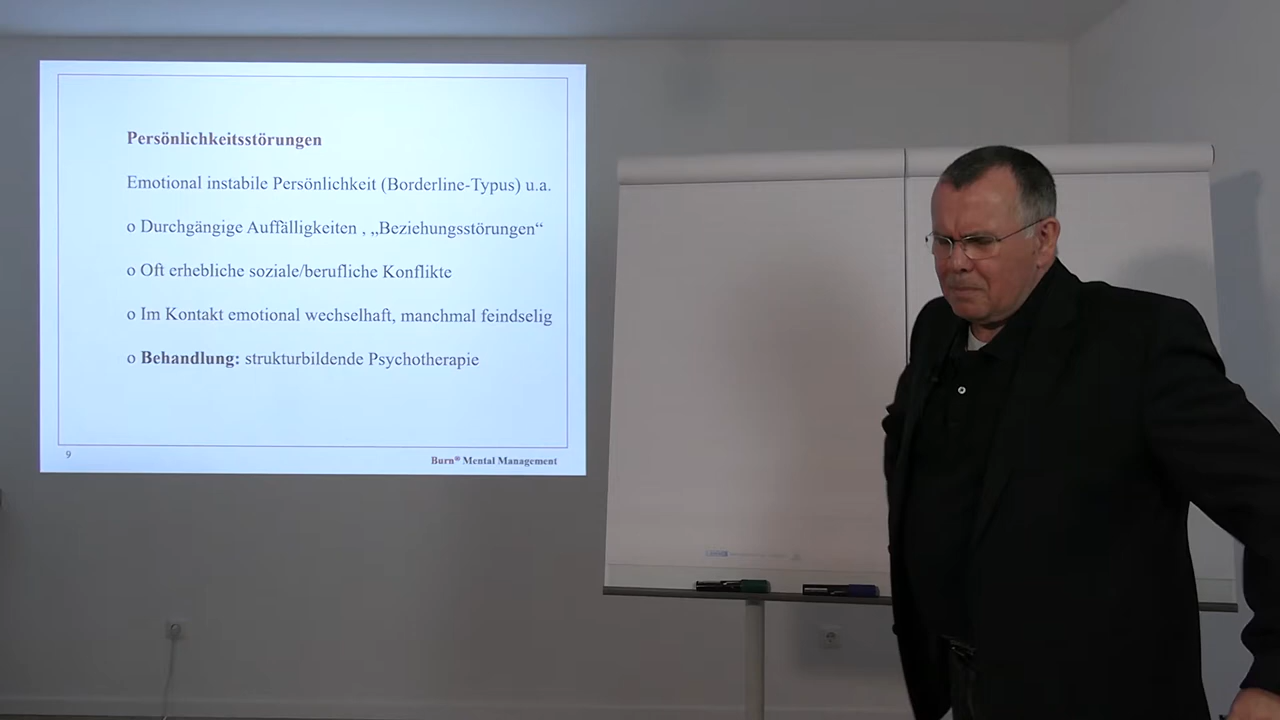 Persönlichkeitsstörungen
Emotional instabile Persönlichkeit (Borderline-Typus) u.a.
o Durchgängige Auffälligkeiten , „Beziehungsstörungen“
o Oft erhebliche soziale/berufliche Konflikte
o Im Kontakt emotional wechselhaft, manchmal feindselig
o Behandlung: strukturbildende Psychotherapie
9
Burn® Mental Management